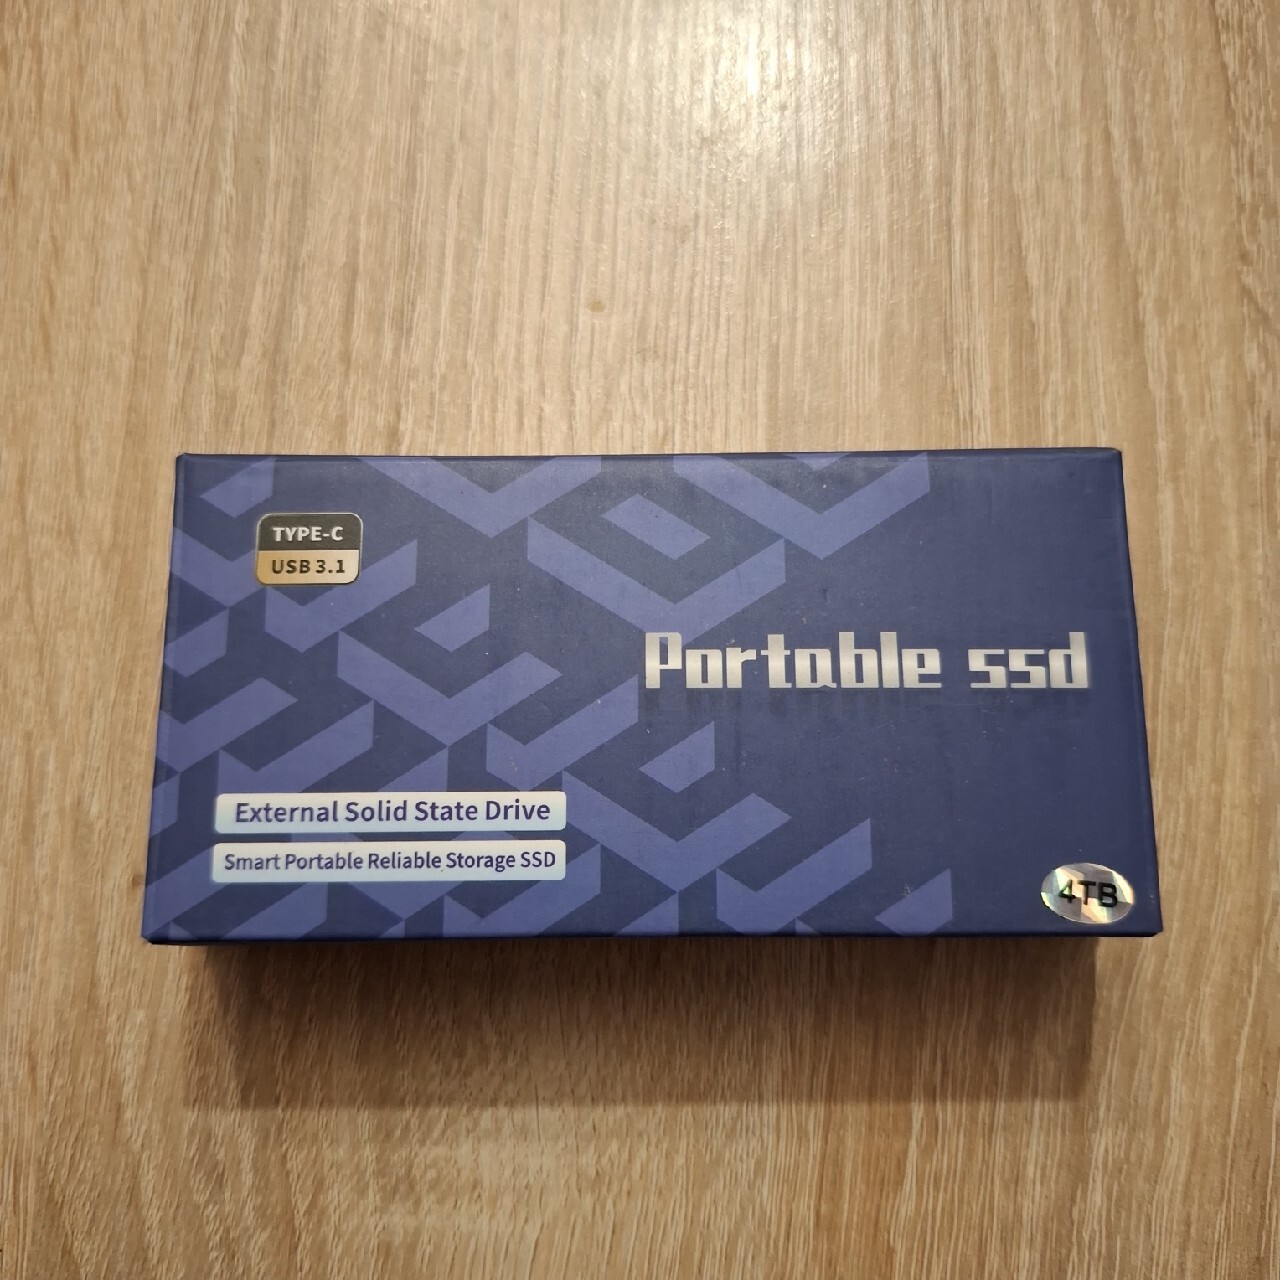 TYPE-C
USB 3.1
Portable ssd
External Solid State Drive
Smart Portable Reliable Storage SSD
4TB